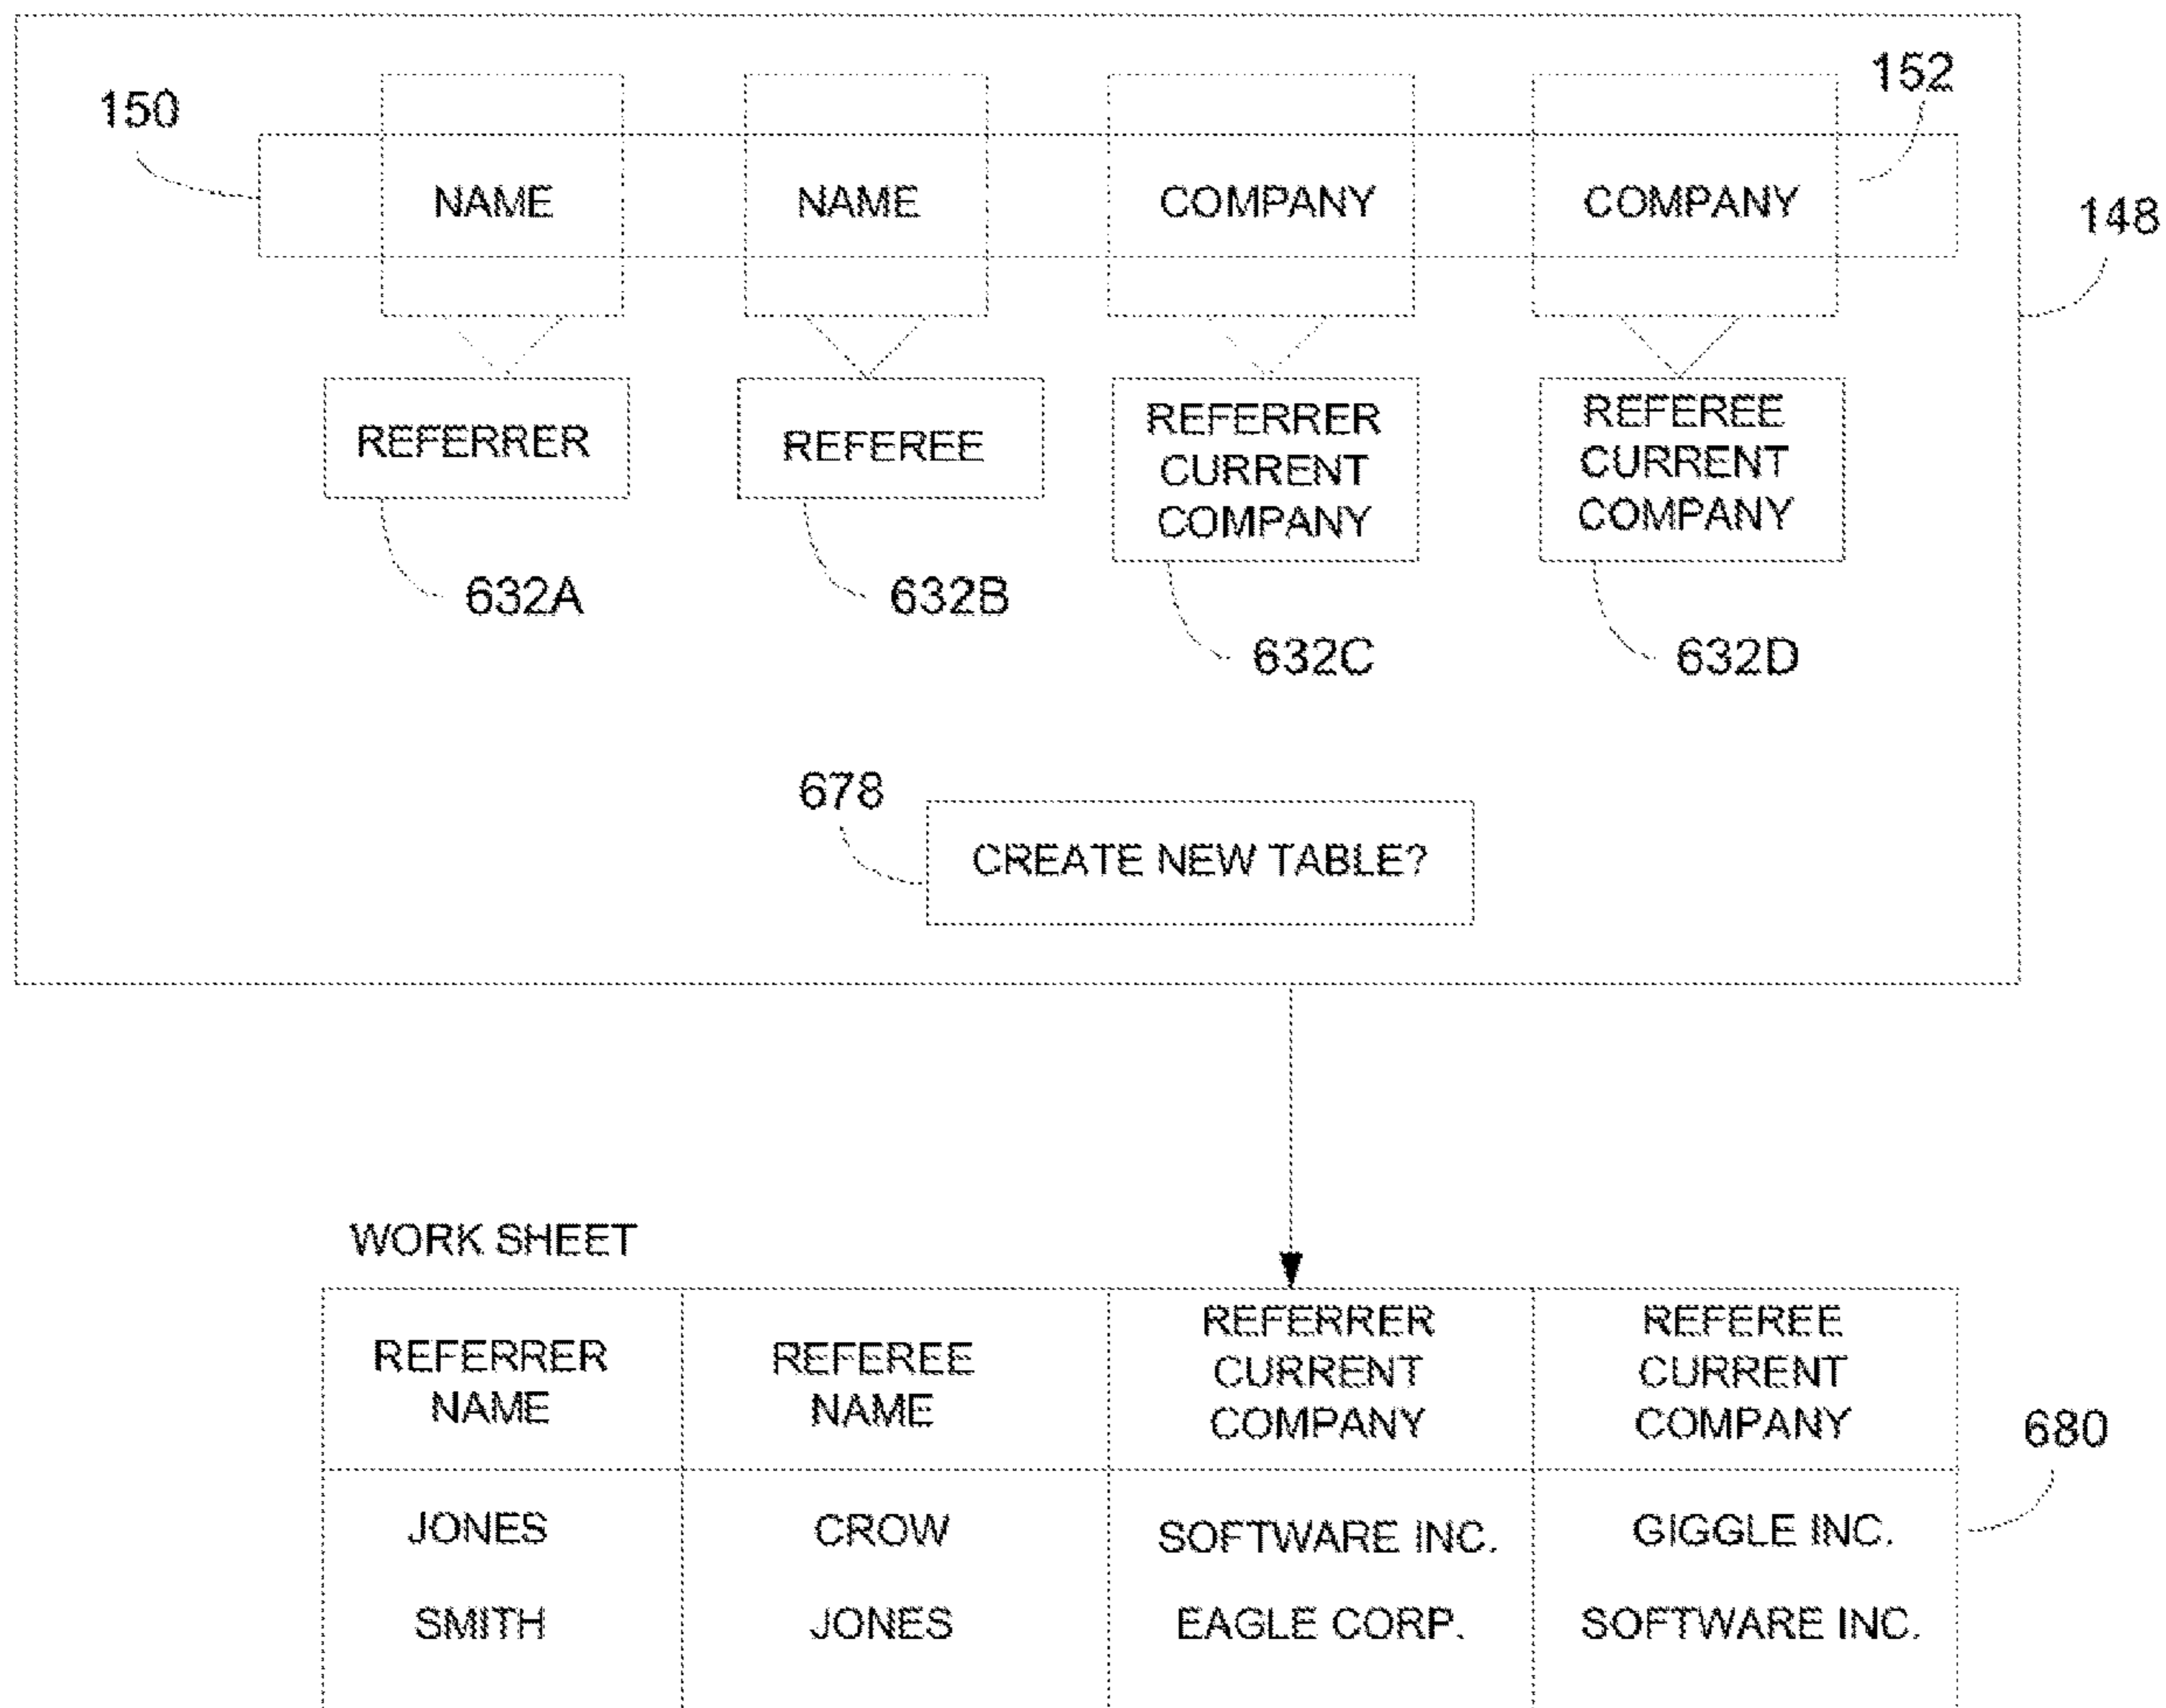 152
150
148
NAME
NAME
COMPANY
COMPANY
REFERRER
REFEREE
REFERRER
CURRENT
COMPANY
REFEREE
CURRENT
COMPANY
632A
632B
632C
632D
678
CREATE NEW TABLE?
WORK SHEET
REFERRER
NAME
REFEREE
NAME
REFERRER
CURRENT
COMPANY
REFEREE
CURRENT
COMPANY
680
JONES
CROW
SOFTWARE INC.
GIGGLE INC.
SMITH
JONES
EAGLE CORP.
SOFTWARE INC.